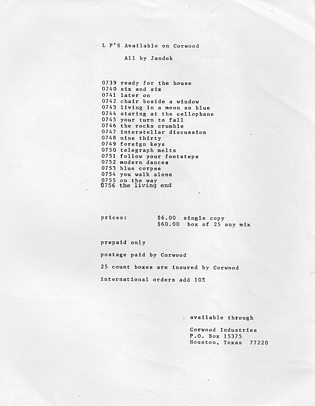 L P'S Available on Corwood
All by Jandek
0739 ready for the house
0740 six and six
0741 later on
0742 chair beside a window
0743 living in a moon so blue
0744 staring at the cellophane
0745 your turn to fall
0746 the rocks crumble
0747 interstellar discussion
0748 nine thirty
0749 foreign keys
0750 telegraph melts
0751 follow your footsteps
0752 modern dances
0753 blue corpse
0754 you walk alone
0755 on the way
0756 the living end
prices: $6.00 single copy
$60.00 box of 25 any mix
prepaid only
postage paid by Corwood
25 count boxes are insured by Corwood
international orders add 10%
available through
Corwood Industries
P.O. Box 15375
Houston, Texas 77220